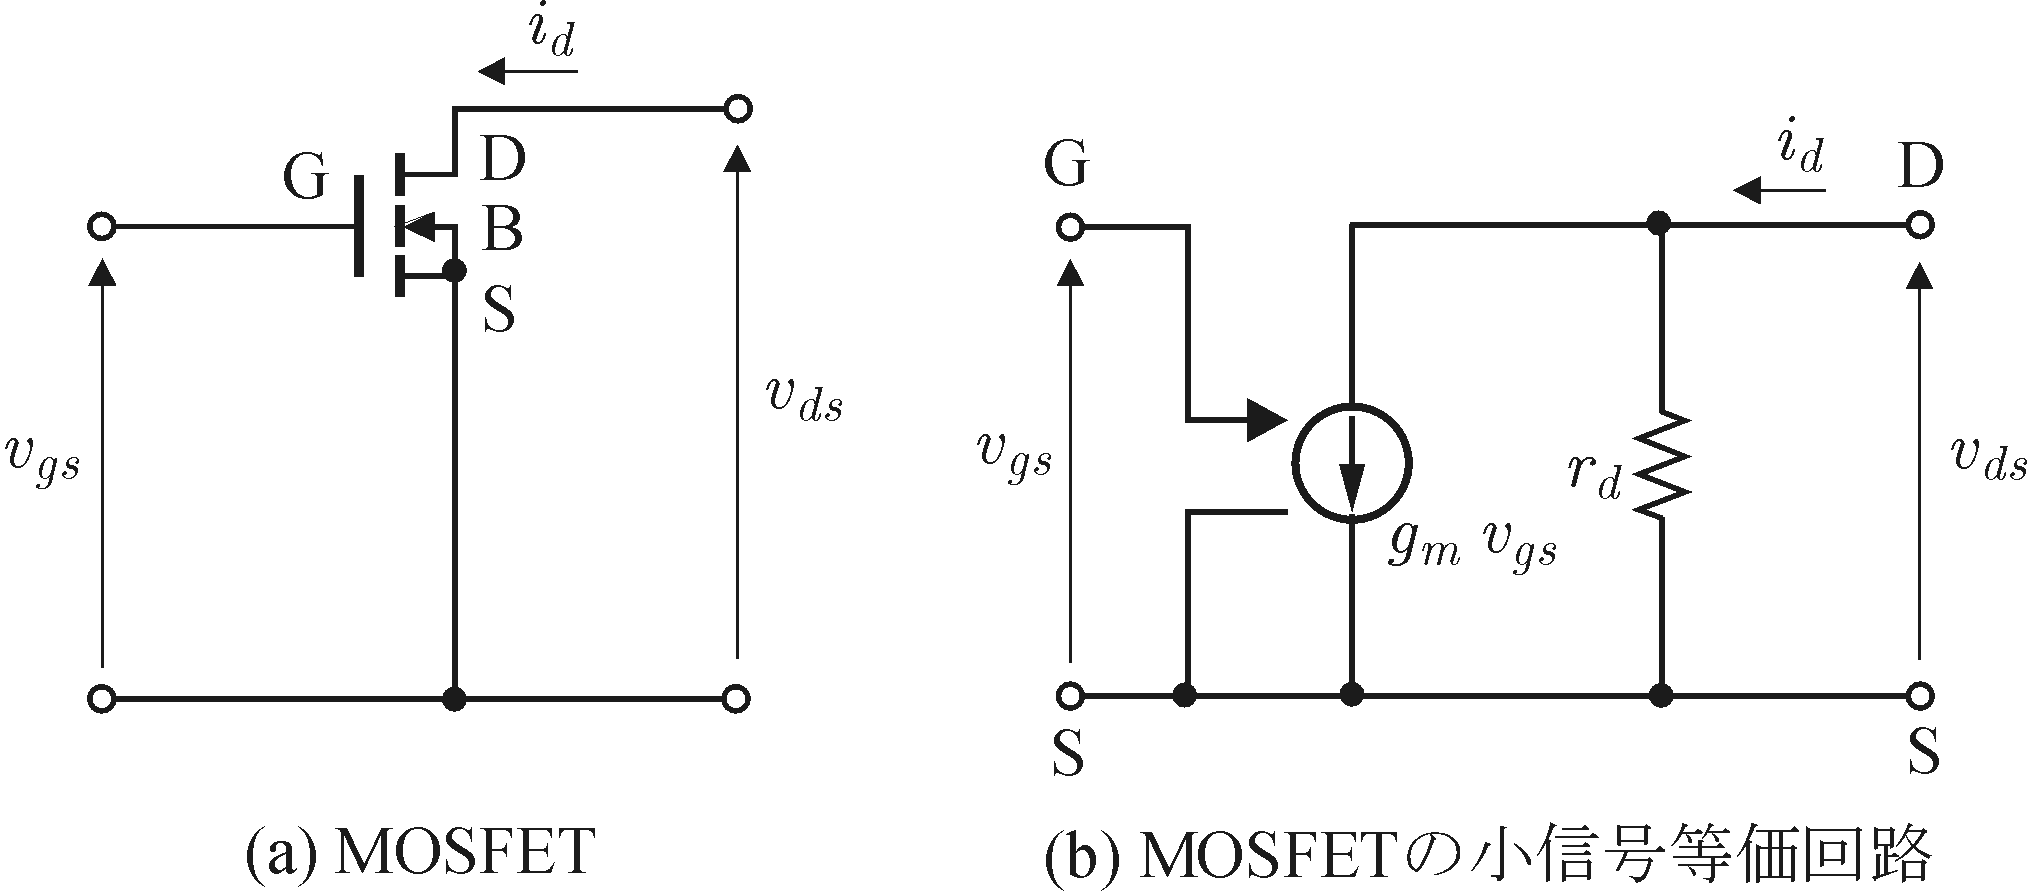 i_d
G
D
B
S
v_gs
v_ds
(a) MOSFET
G
i_d
D
v_gs
g_m v_gs
r_d
v_ds
S
S
(b) MOSFETの小信号等価回路